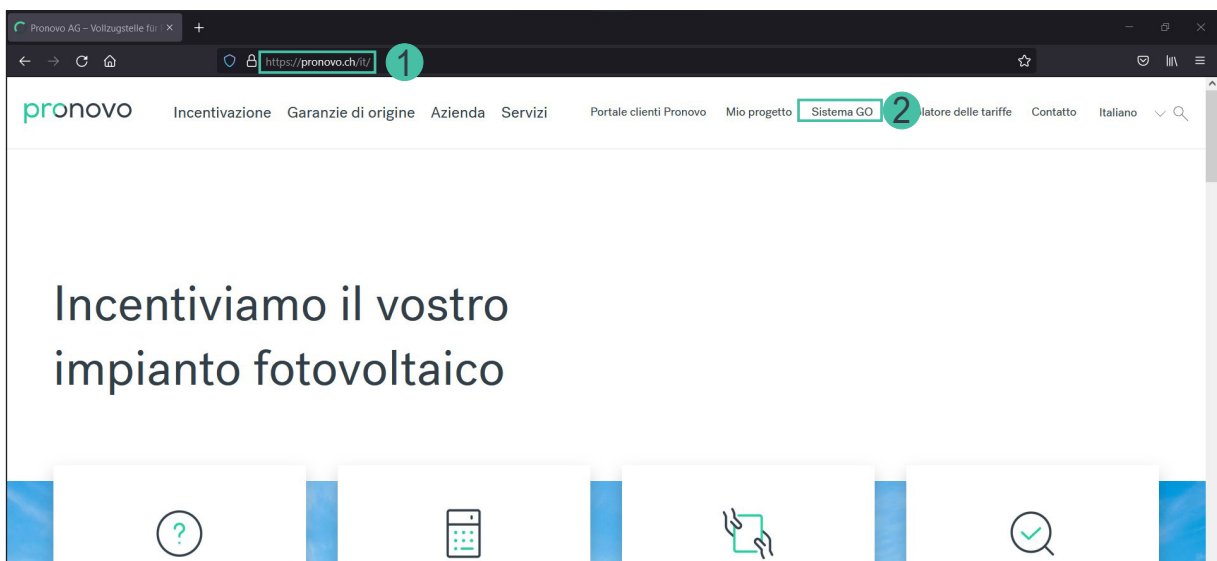 Pronovo AG – Vollzugstelle für
https://pronovo.ch/it/
1
pronovo
Incentivazione Garanzie di origine Azienda Servizi
Portale clienti Pronovo Mio progetto Sistema GO 2 latore delle tariffe Contatto Italiano
Incentiviamo il vostro
impianto fotovoltaico
?